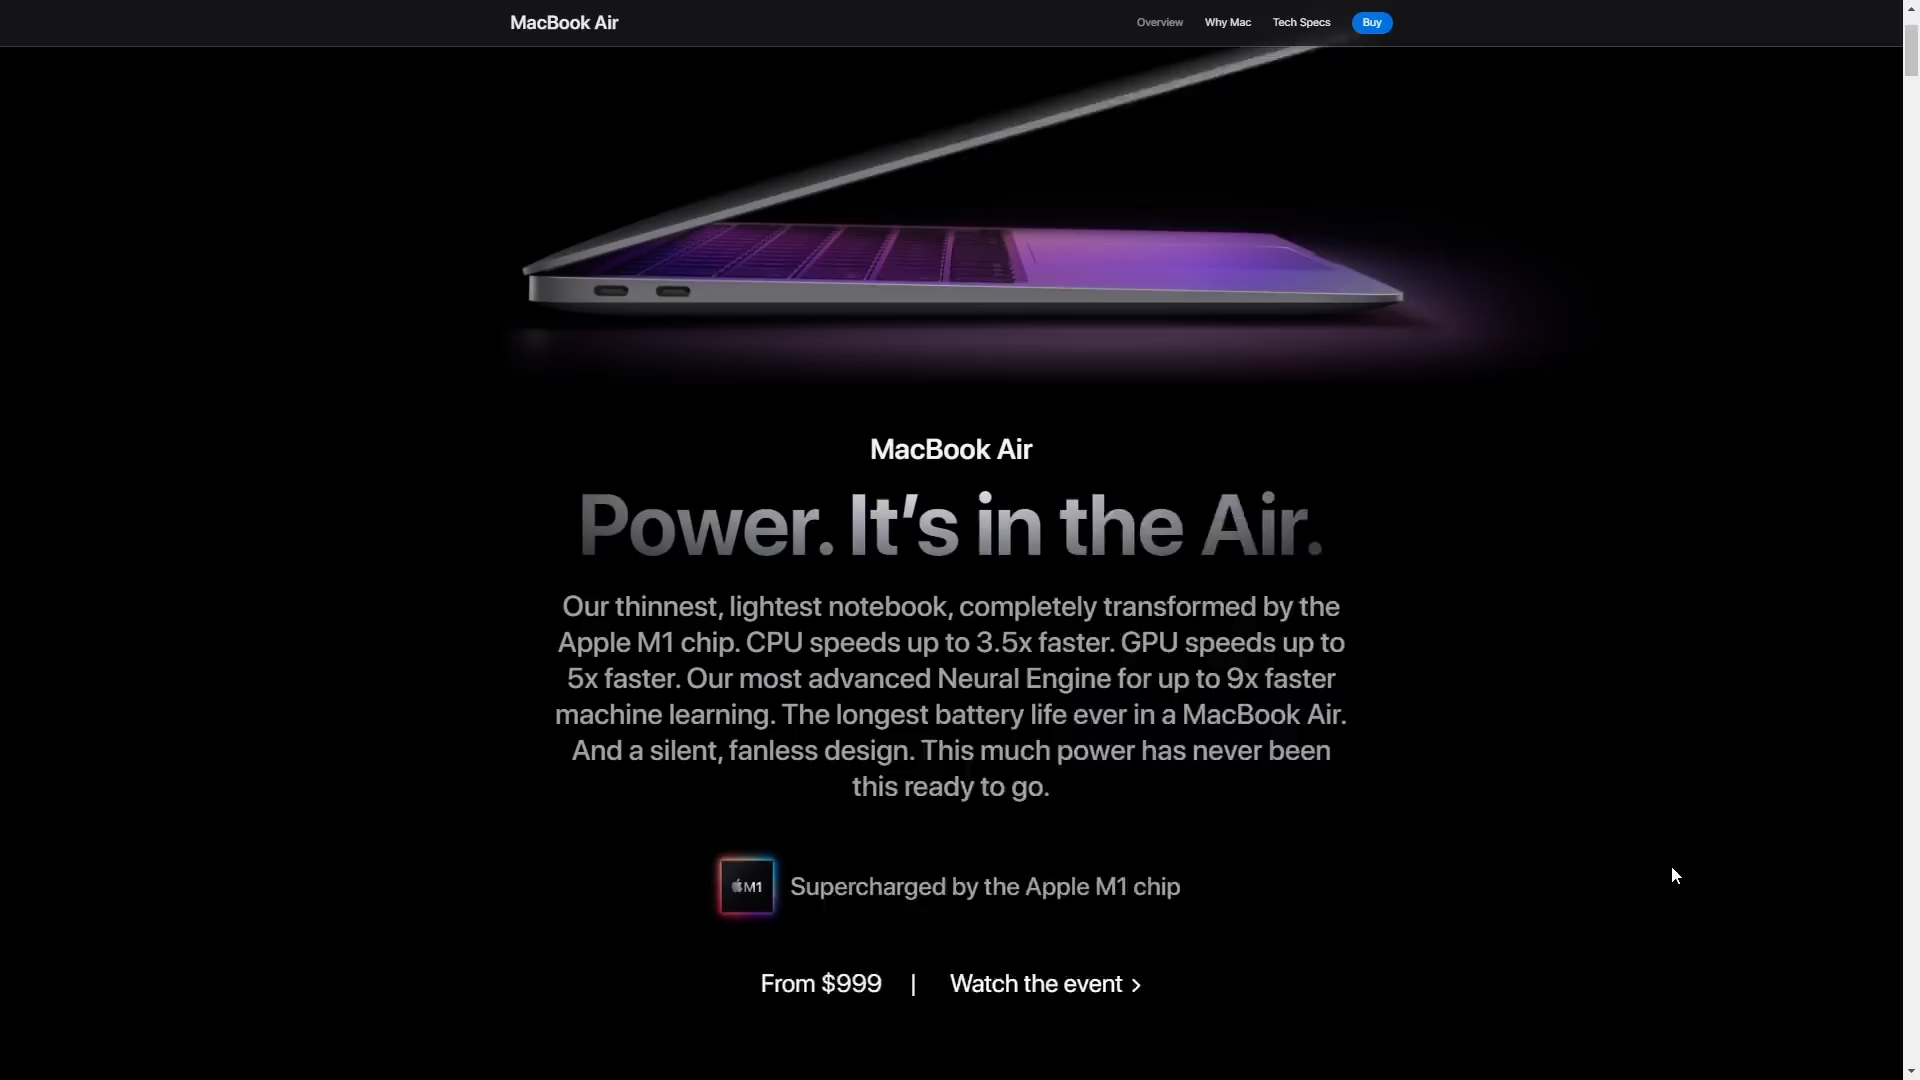 MacBook Air
Overview Why Mac Tech Specs Buy
MacBook Air
Power. It’s in the Air.
Our thinnest, lightest notebook, completely transformed by the
Apple M1 chip. CPU speeds up to 3.5x faster. GPU speeds up to
5x faster. Our most advanced Neural Engine for up to 9x faster
machine learning. The longest battery life ever in a MacBook Air.
And a silent, fanless design. This much power has never been
this ready to go.
M1 Supercharged by the Apple M1 chip
From $999 | Watch the event >